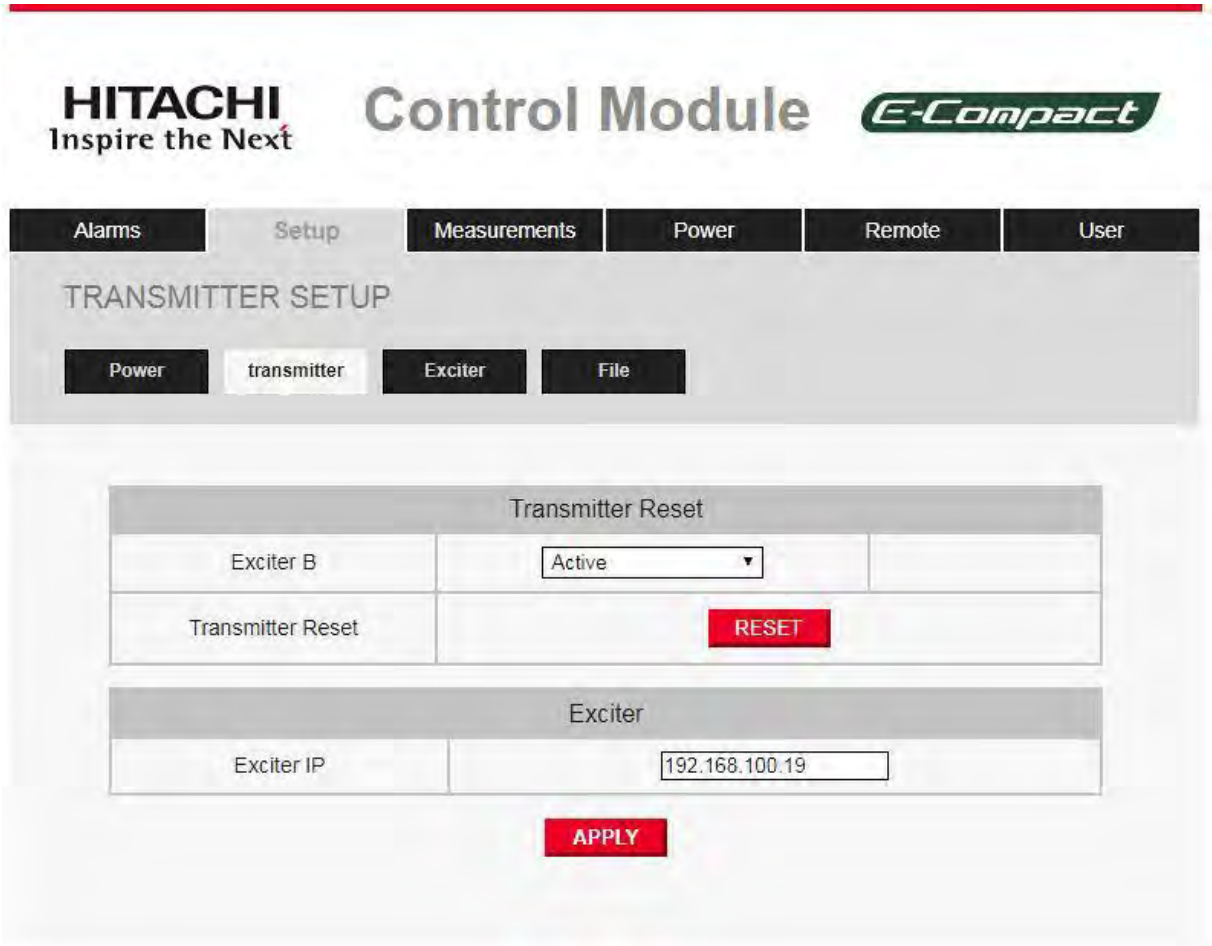 HITACHI
Inspire the Next
Control Module
E-Compact
Alarms Setup Measurements Power Remote User
TRANSMITTER SETUP
Power transmitter Exciter File
Transmitter Reset
Exciter B Active
Transmitter Reset RESET
Exciter
Exciter IP 192.168.100.19
APPLY